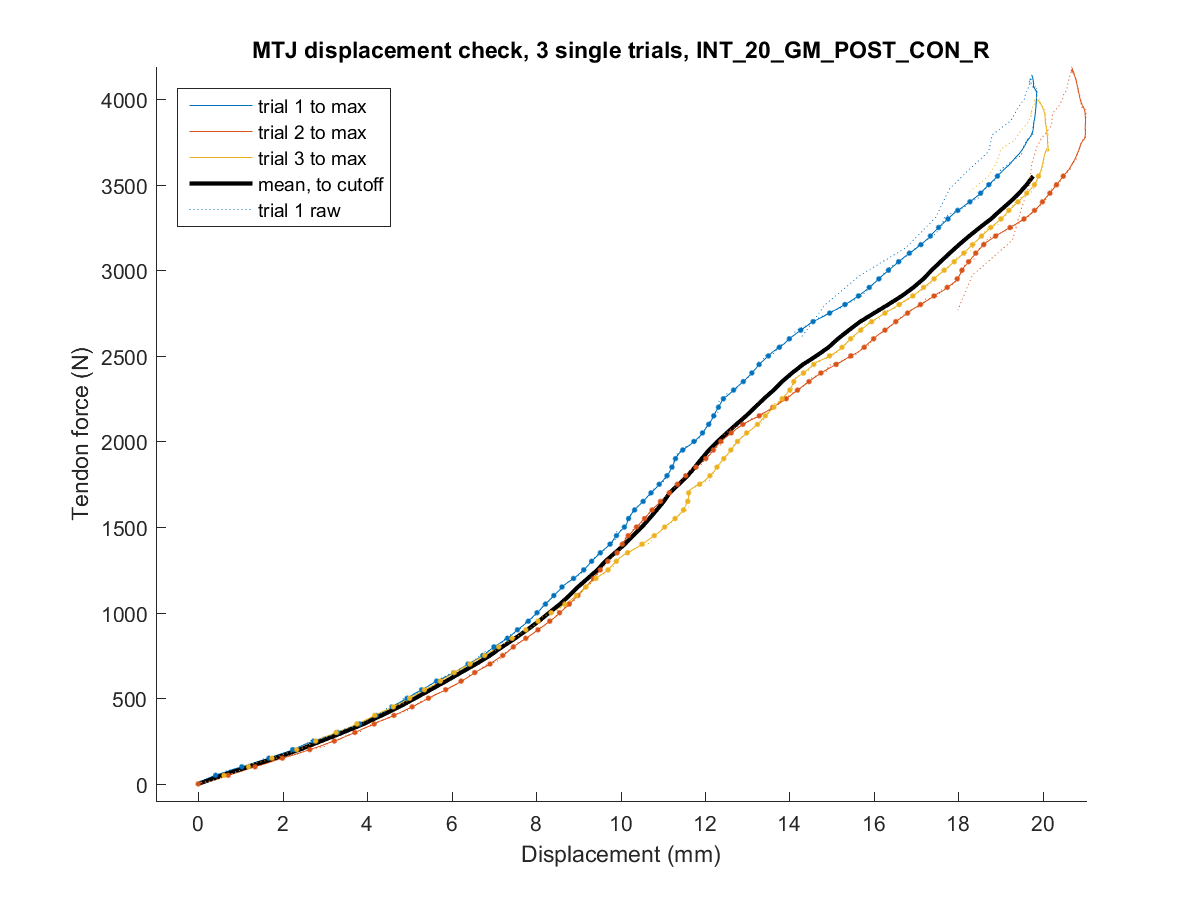 MTJ displacement check, 3 single trials, INT_20_GM_POST_CON_R
trial 1 to max
trial 2 to max
trial 3 to max
mean, to cutoff
trial 1 raw
4000
3500
3000
2500
2000
1500
1000
500
0
Tendon force (N)
0 2 4 6 8 10 12 14 16 18 20
Displacement (mm)